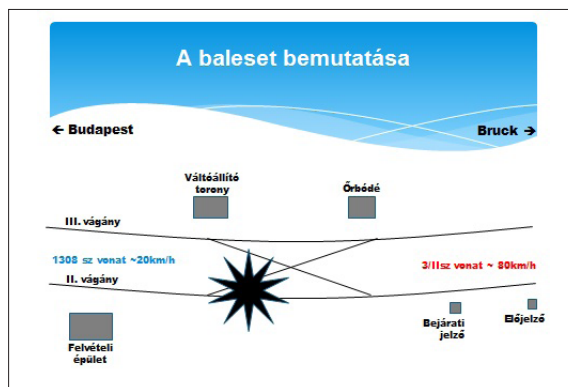 A baleset bemutatása
← Budapest
Bruck →
Váltóállító
torony
Őrbódé
III. vágány
1308 sz vonat ~20km/h
3/IIsz vonat ~ 80km/h
II. vágány
Bejárati
jelző
Előjelző
Felvételi
épület